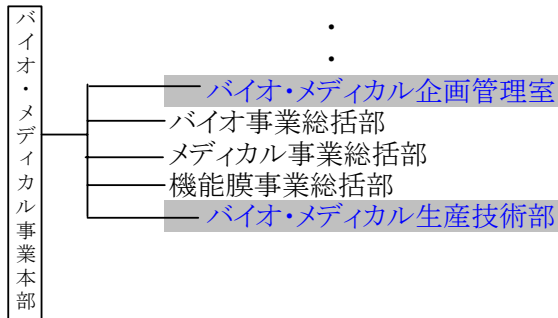 バイオ・メディカル事業本部
・
・
バイオ・メディカル企画管理室
バイオ事業総括部
メディカル事業総括部
機能膜事業総括部
バイオ・メディカル生産技術部